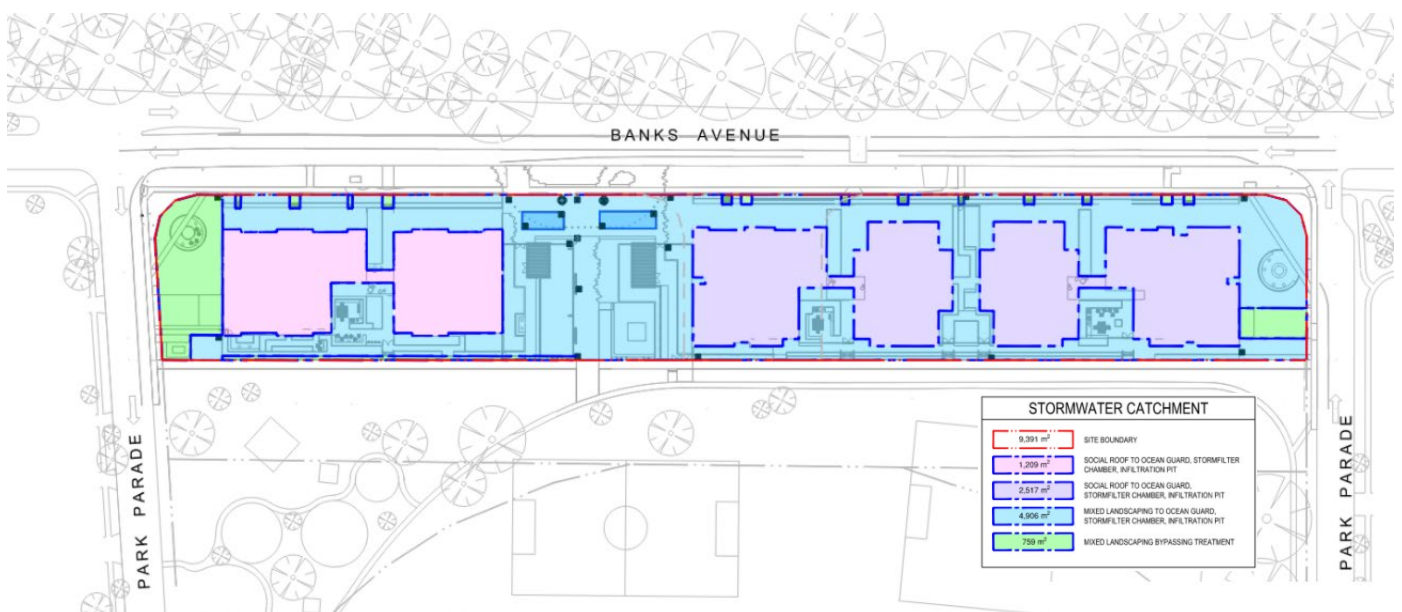 BANKS AVENUE
PARK PARADE
PARK PARADE
STORMWATER CATCHMENT
9,391 m²
SITE BOUNDARY
1,209 m²
SOCIAL ROOF TO OCEAN GUARD, STORMFILTER
CHAMBER, INFILTRATION PIT
2,517 m²
SOCIAL ROOF TO OCEAN GUARD,
STORMFILTER CHAMBER, INFILTRATION PIT
4,906 m²
MIXED LANDSCAPING TO OCEAN GUARD,
STORMFILTER CHAMBER, INFILTRATION PIT
759 m²
MIXED LANDSCAPING BYPASSING TREATMENT